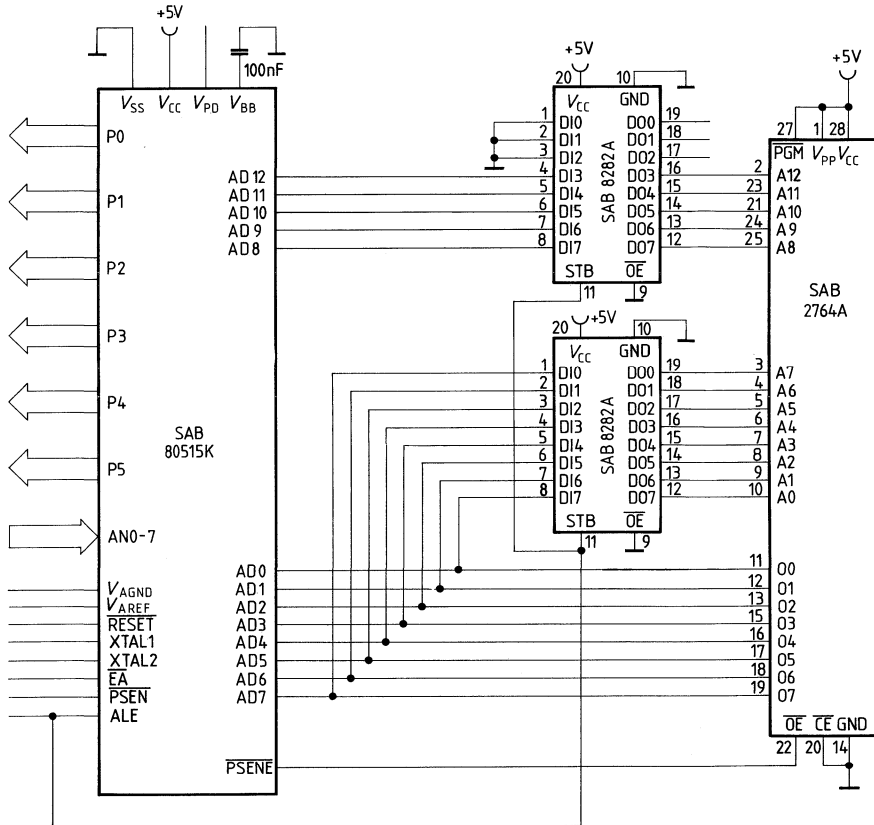 +5V
100nF
VSS VCC VPD VBB
P0
P1
P2
P3
P4
P5
AN0-7
VAGND
VAREF
RESET
XTAL1
XTAL2
EA
PSEN
ALE
SAB
80515K
AD12
AD11
AD10
AD9
AD8
AD0
AD1
AD2
AD3
AD4
AD5
AD6
AD7
PSENE
+5V
20 10
VCC GND
1 DI0 DO0 19
2 DI1 DO1 18
3 DI2 DO2 17
4 DI3 DO3 16
5 DI4 DO4 15
6 DI5 DO5 14
7 DI6 DO6 13
8 DI7 DO7 12
SAB 8282A
STB OE
11 9
+5V
20 10
VCC GND
1 DI0 DO0 19
2 DI1 DO1 18
3 DI2 DO2 17
4 DI3 DO3 16
5 DI4 DO4 15
6 DI5 DO5 14
7 DI6 DO6 13
8 DI7 DO7 12
SAB 8282A
STB OE
11 9
+5V
27 1 28
PGM VPP VCC
2 A12
23 A11
21 A10
24 A9
25 A8
SAB
2764A
3 A7
4 A6
5 A5
6 A4
7 A3
8 A2
9 A1
10 A0
11 O0
12 O1
13 O2
15 O3
16 O4
17 O5
18 O6
19 O7
OE CE GND
22 20 14